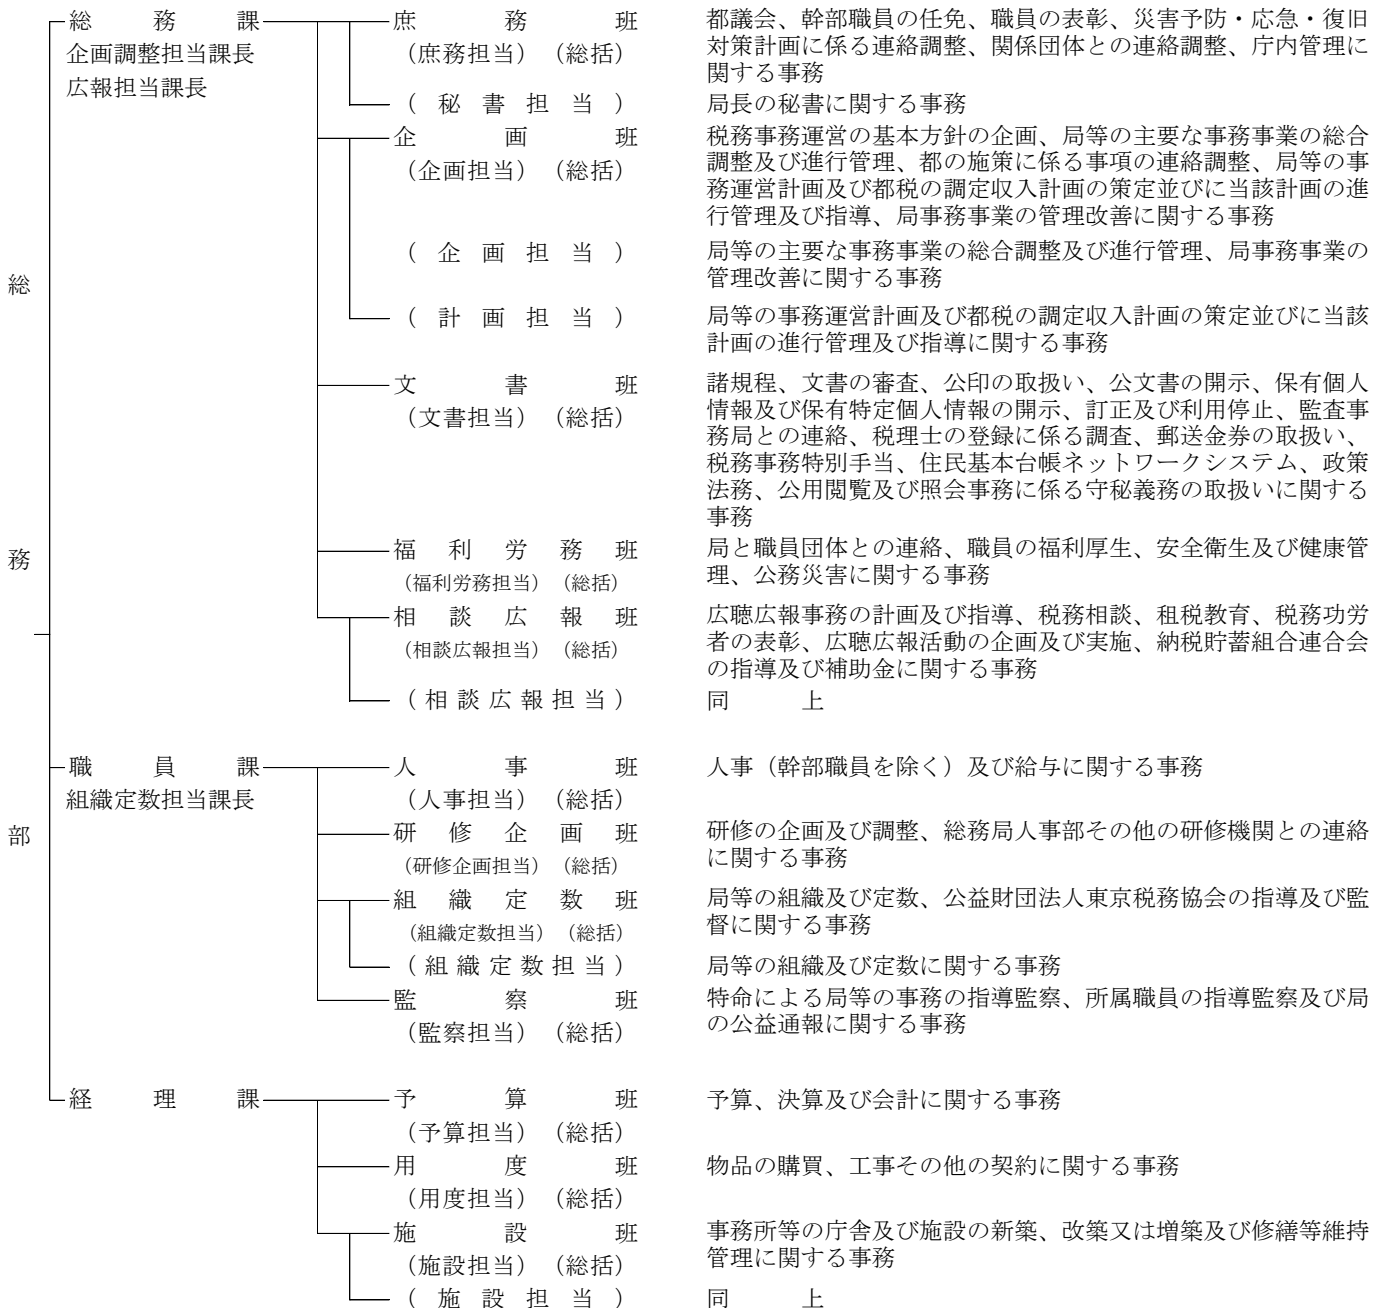 総務部
総務課
企画調整担当課長
広報担当課長
庶務班
（庶務担当）（総括）
都議会、幹部職員の任免、職員の表彰、災害予防・応急・復旧
対策計画に係る連絡調整、関係団体との連絡調整、庁内管理に
関する事務
（秘書担当）
局長の秘書に関する事務
企画班
（企画担当）（総括）
税務事務運営の基本方針の企画、局等の主要な事務事業の総合
調整及び進行管理、都の施策に係る事項の連絡調整、局等の事
務運営計画及び都税の調定収入計画の策定並びに当該計画の進
行管理及び指導、局事務事業の管理改善に関する事務
（企画担当）
局等の主要な事務事業の総合調整及び進行管理、局事務事業の
管理改善に関する事務
（計画担当）
局等の事務運営計画及び都税の調定収入計画の策定並びに当該
計画の進行管理及び指導に関する事務
文書班
（文書担当）（総括）
諸規程、文書の審査、公印の取扱い、公文書の開示、保有個人
情報及び保有特定個人情報の開示、訂正及び利用停止、監査事
務局との連絡、税理士の登録に係る調査、郵送金券の取扱い、
税務事務特別手当、住民基本台帳ネットワークシステム、政策
法務、公用閲覧及び照会事務に係る守秘義務の取扱いに関する
事務
福利労務班
（福利労務担当）（総括）
局と職員団体との連絡、職員の福利厚生、安全衛生及び健康管
理、公務災害に関する事務
相談広報班
（相談広報担当）（総括）
広聴広報事務の計画及び指導、税務相談、租税教育、税務功労
者の表彰、広聴広報活動の企画及び実施、納税貯蓄組合連合会
の指導及び補助金に関する事務
（相談広報担当）
同上
職員課
組織定数担当課長
人事班
（人事担当）（総括）
人事（幹部職員を除く）及び給与に関する事務
研修企画班
（研修企画担当）（総括）
研修の企画及び調整、総務局人事部その他の研修機関との連絡
に関する事務
組織定数班
（組織定数担当）（総括）
局等の組織及び定数、公益財団法人東京税務協会の指導及び監
督に関する事務
（組織定数担当）
局等の組織及び定数に関する事務
監察班
（監察担当）（総括）
特命による局等の事務の指導監察、所属職員の指導監察及び局
の公益通報に関する事務
経理課
予算班
（予算担当）（総括）
予算、決算及び会計に関する事務
用度班
（用度担当）（総括）
物品の購買、工事その他の契約に関する事務
施設班
（施設担当）（総括）
事務所等の庁舎及び施設の新築、改築又は増築及び修繕等維持
管理に関する事務
（施設担当）
同上